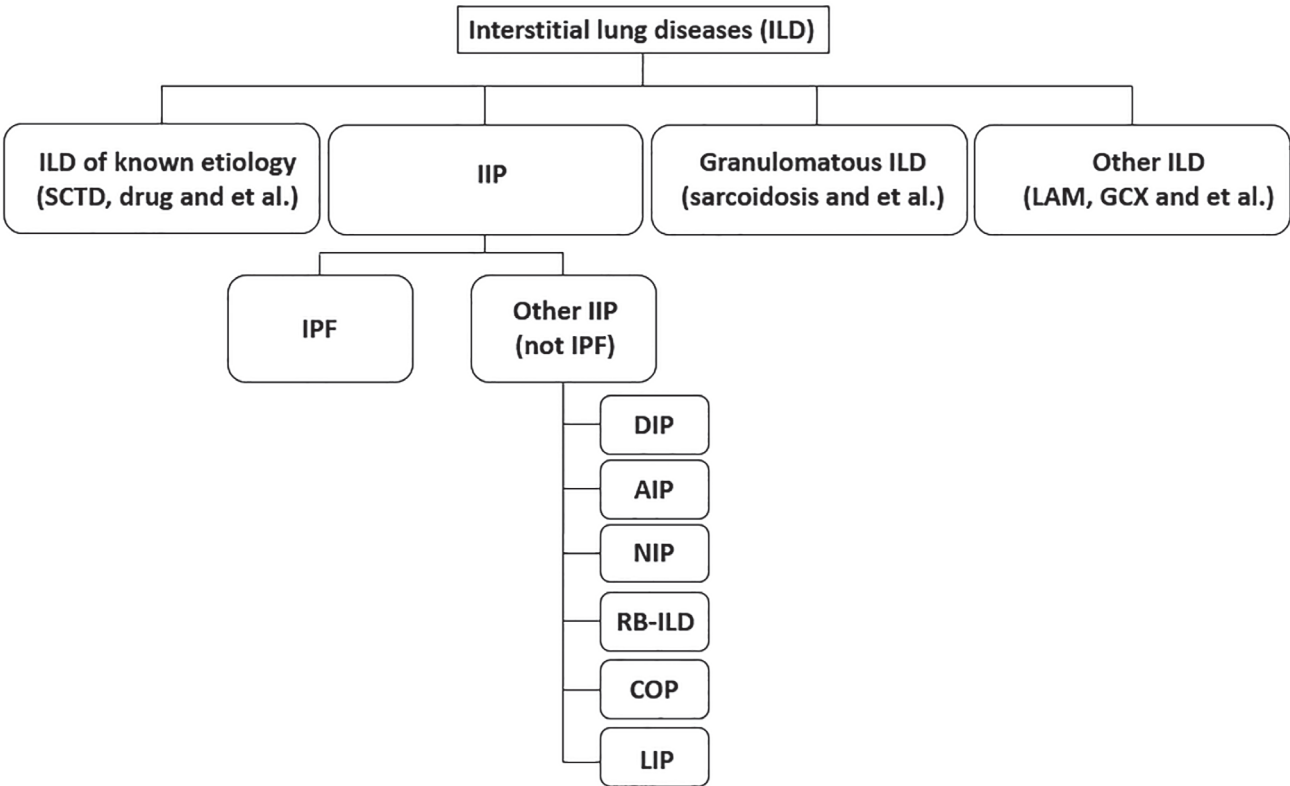 Interstitial lung diseases (ILD)
ILD of known etiology
(SCTD, drug and et al.)
IIP
Granulomatous ILD
(sarcoidosis and et al.)
Other ILD
(LAM, GCX and et al.)
IPF
Other IIP
(not IPF)
DIP
AIP
NIP
RB-ILD
COP
LIP